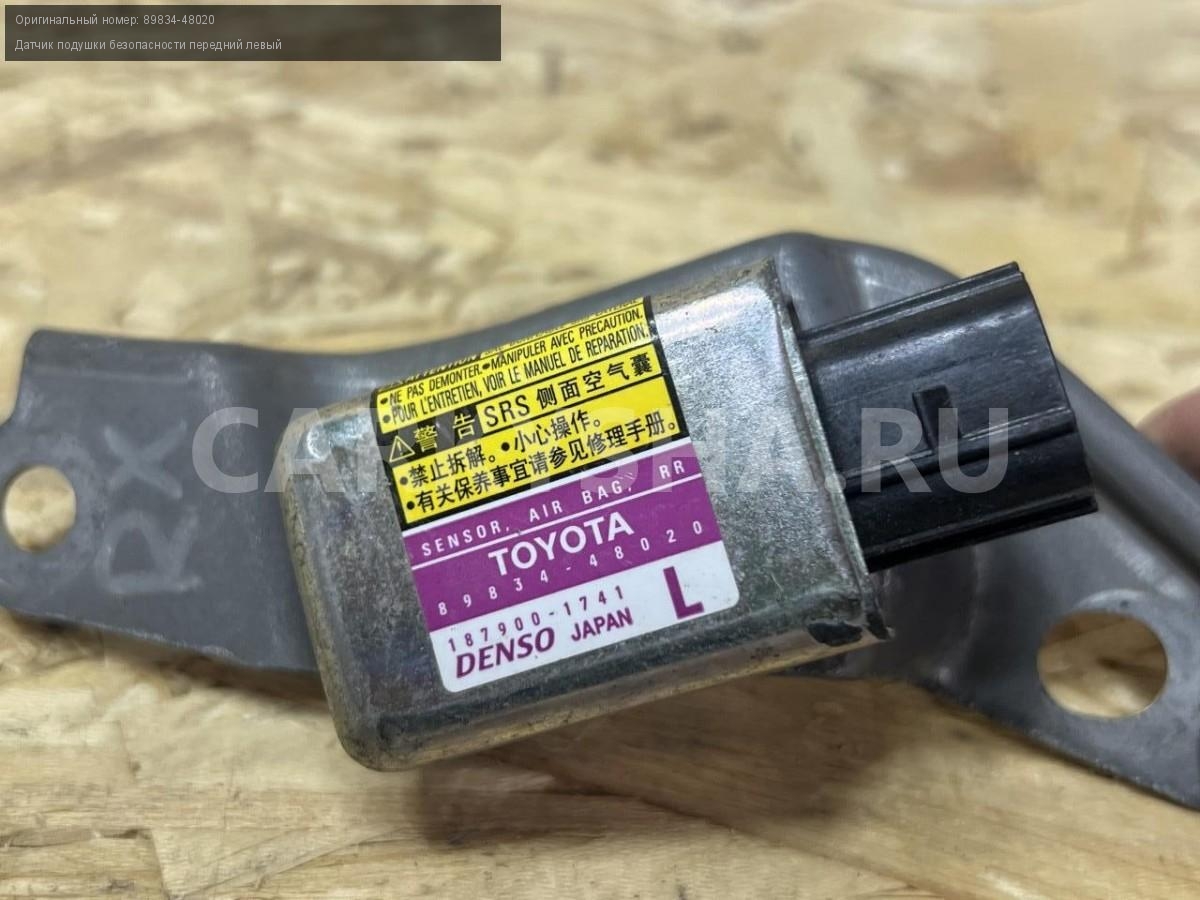 Оригинальный номер: 89834-48020
Датчик подушки безопасности передний левый
•NE PAS DEMONTER.•MANIPULER AVEC PRECAUTION.
•POUR L'ENTRETIEN, VOIR LE MANUEL DE REPARATION.
⚠警告 SRS 侧面空气囊
•禁止拆解。•小心操作。
•有关保养事宜请参见修理手册.
SENSOR, AIR BAG, RR
TOYOTA
89834-48020
187900-1741
DENSO JAPAN L
RX